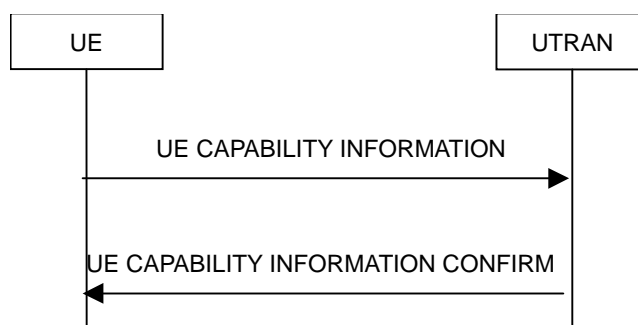 UE
UTRAN
UE CAPABILITY INFORMATION
UE CAPABILITY INFORMATION CONFIRM